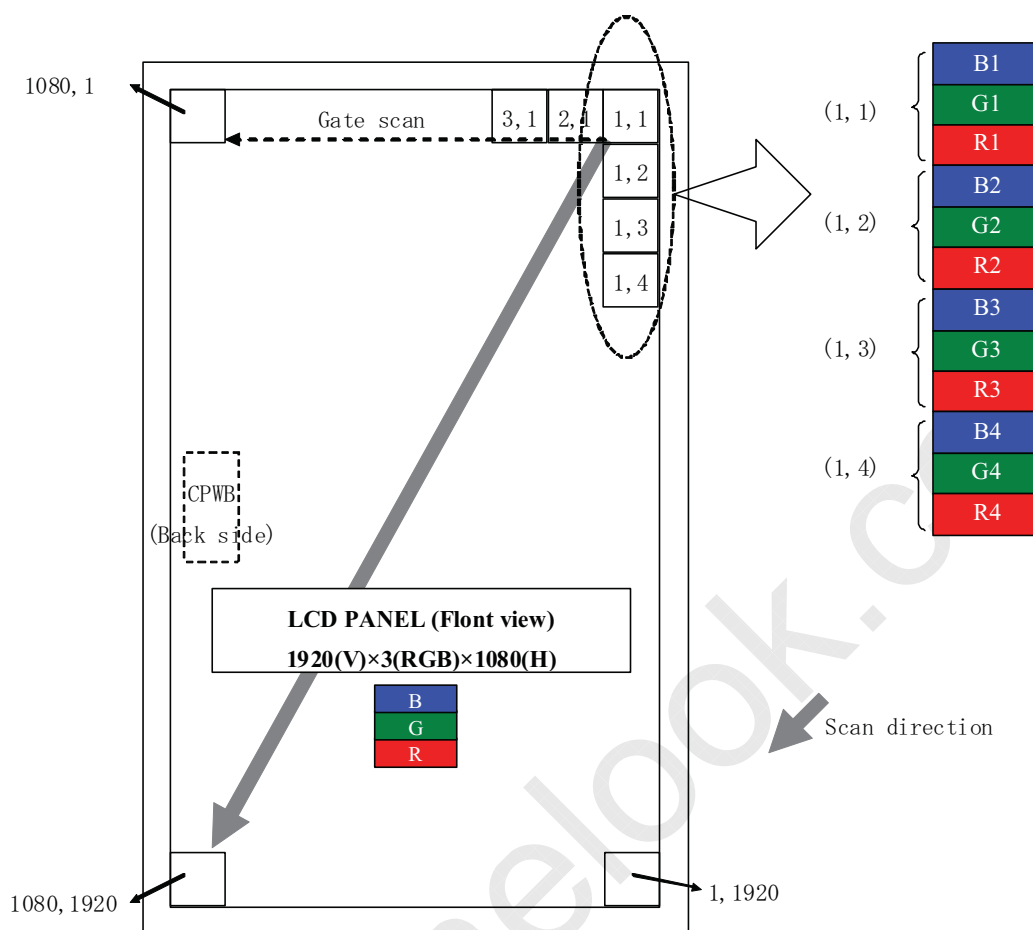 1080,1
Gate scan
3,1
2,1
1,1
1,2
1,3
1,4
(1,1)
B1
G1
R1
(1,2)
B2
G2
R2
(1,3)
B3
G3
R3
(1,4)
B4
G4
R4
CPWB
(Back side)
LCD PANEL (Flont view)
1920(V)×3(RGB)×1080(H)
B
G
R
Scan direction
1080,1920
1,1920
elook.c